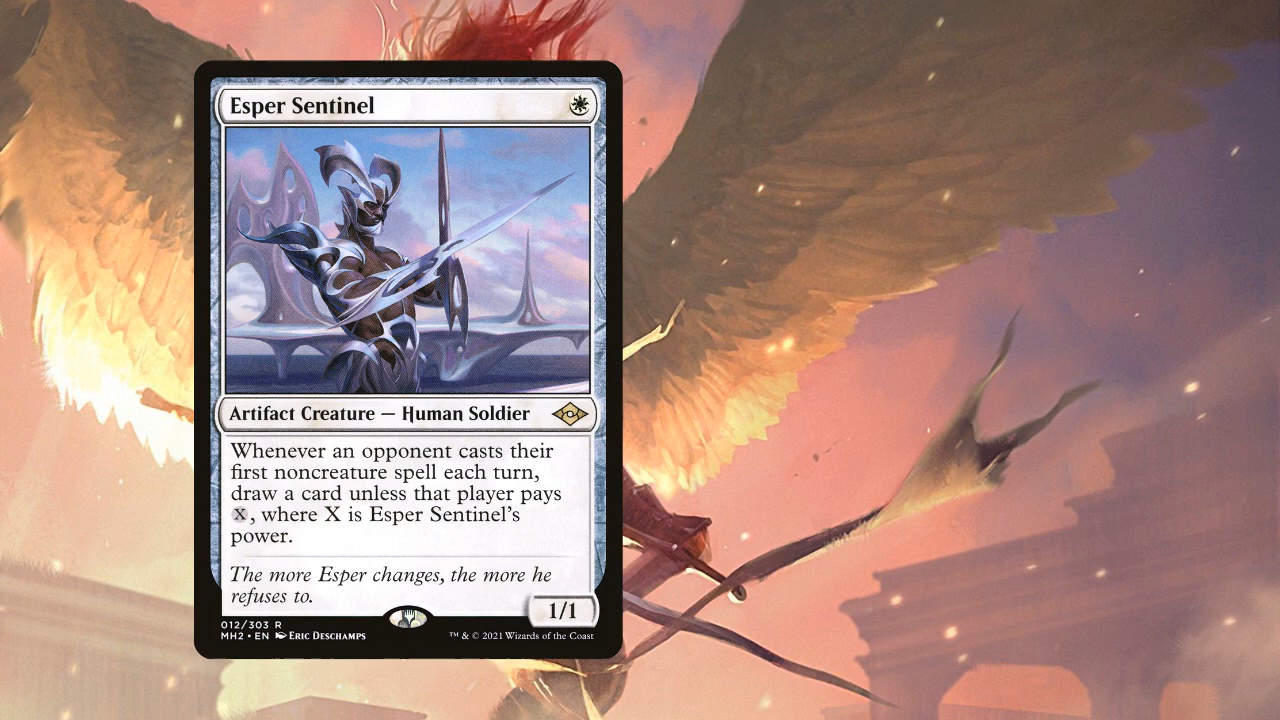 Esper Sentinel
Artifact Creature — Human Soldier
Whenever an opponent casts their
first noncreature spell each turn,
draw a card unless that player pays
X, where X is Esper Sentinel's
power.
The more Esper changes, the more he
refuses to.
1/1
012/303 R
MH2 • EN Eric Deschamps
™ & © 2021 Wizards of the Coast